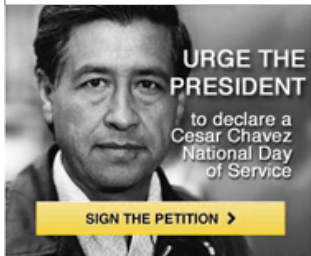 URGE THE
PRESIDENT
to declare a
Cesar Chavez
National Day
of Service
SIGN THE PETITION >